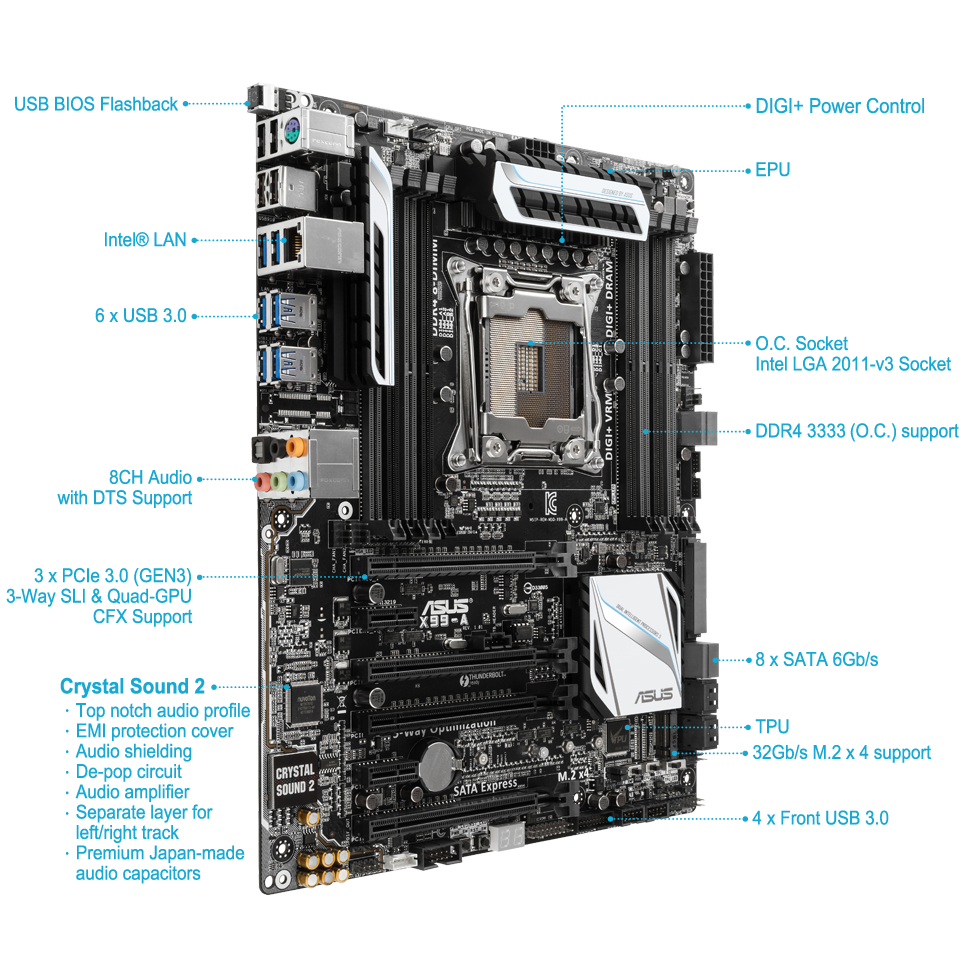 USB BIOS Flashback
Intel® LAN
6 x USB 3.0
8CH Audio
with DTS Support
3 x PCIe 3.0 (GEN3)
3-Way SLI & Quad-GPU
CFX Support
Crystal Sound 2
· Top notch audio profile
· EMI protection cover
· Audio shielding
· De-pop circuit
· Audio amplifier
· Separate layer for
left/right track
· Premium Japan-made
audio capacitors
DIGI+ Power Control
EPU
O.C. Socket
Intel LGA 2011-v3 Socket
DDR4 3333 (O.C.) support
8 x SATA 6Gb/s
TPU
32Gb/s M.2 x 4 support
4 x Front USB 3.0
DDR4 8-DIMM
DIGI+ DRAM
DIGI+ VRM
ASUS
X99-A
THUNDERBOLT
ready
ASUS
3-Way Optimization
CRYSTAL
SOUND 2
SATA Express
M.2 x4